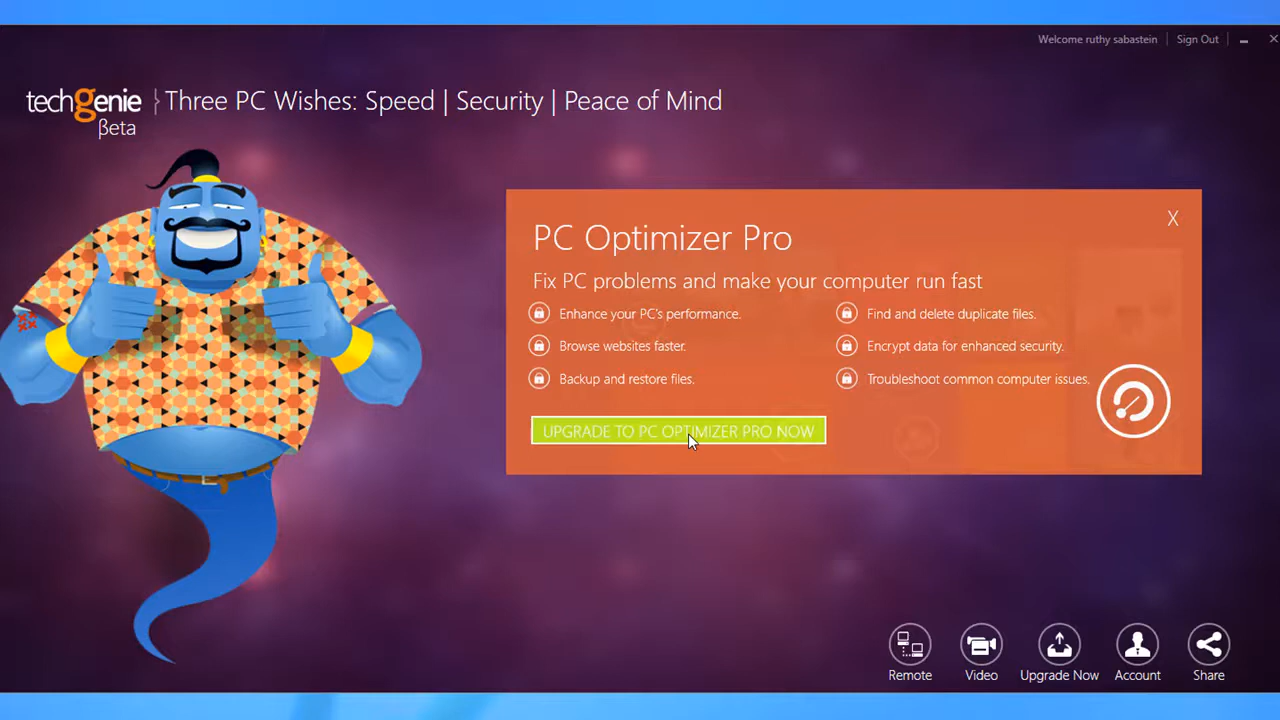 Welcome ruthy sabastein | Sign Out
techgenie
βeta
Three PC Wishes: Speed | Security | Peace of Mind
X
PC Optimizer Pro
Fix PC problems and make your computer run fast
Enhance your PC's performance.
Find and delete duplicate files.
Browse websites faster.
Encrypt data for enhanced security.
Backup and restore files.
Troubleshoot common computer issues.
UPGRADE TO PC OPTIMIZER PRO NOW
Remote
Video
Upgrade Now
Account
Share